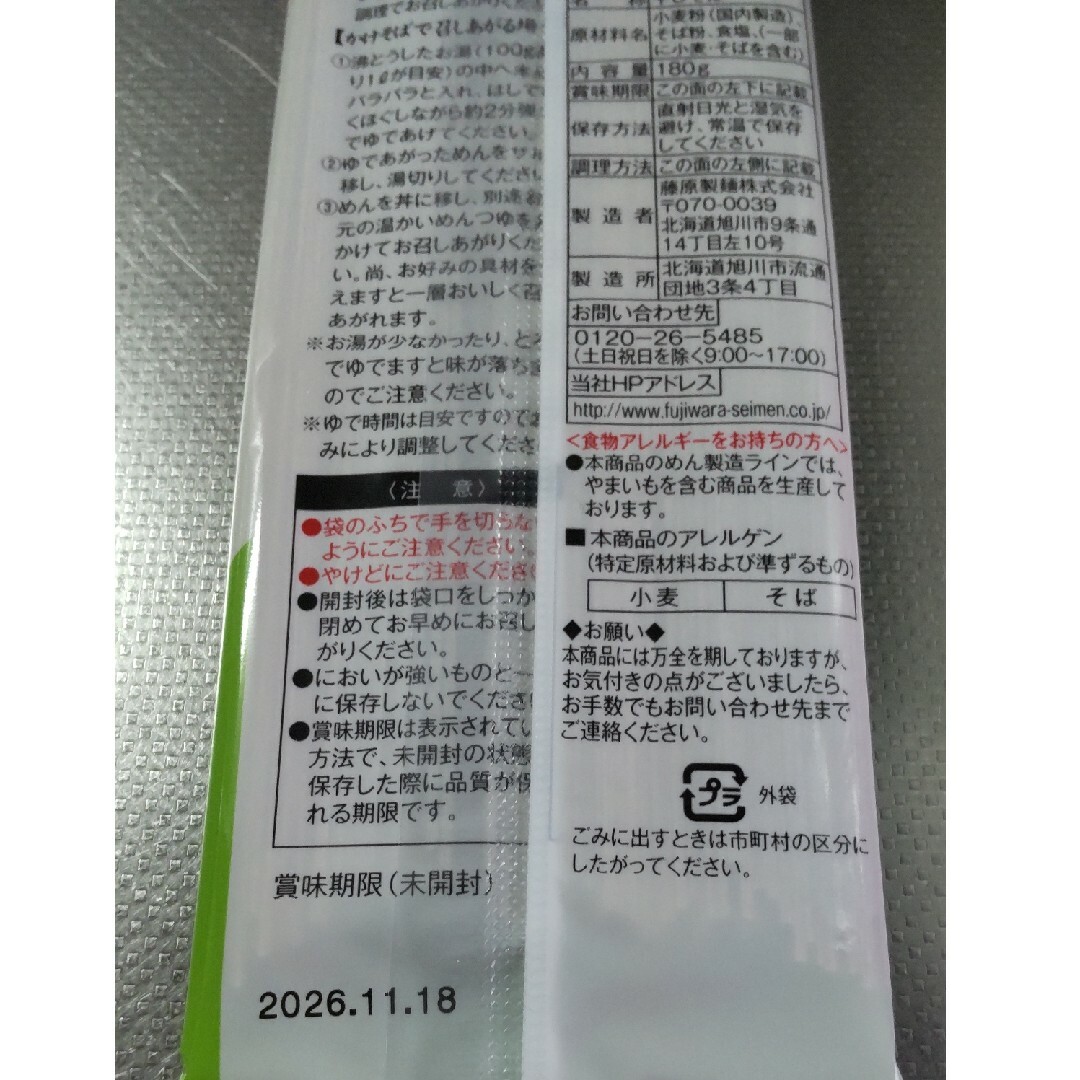 調理でお召しあがり
【かけそばで召しあがる場
①沸とうしたお湯(100g
り1ℓが目安)の中へ
バラバラと入れ、はしで
くほぐしながら約2分強
でゆであげてください。
②ゆであがっためんをザ
移し、湯切りしてくださ
③めんを丼に移し、別途
元の温かいめんつゆを
かけてお召しあがりくだ
い。尚、お好みの具材を
えますと一層おいしく召
あがれます。
※お湯が少なかったり、と
でゆでますと味が落ち
のでご注意ください。
※ゆで時間は目安ですので
みにより調整してくださ
〈注 意〉
●袋のふちで手を切らな
ようにご注意ください。
●やけどにご注意くださ
●開封後は袋口をしっか
閉めてお早めにお召し
がりください。
●においが強いものと一
に保存しないでくださ
●賞味期限は表示されてい
方法で、未開封の状態
保存した際に品質が保
れる期限です。
賞味期限(未開封)
2026.11.18
名 称
原材料名 小麦粉(国内製造)、
そば粉、食塩、(一部
に小麦・そばを含む)
内容量 180g
賞味期限 この面の左下に記載
保存方法 直射日光と湿気を
避け、常温で保存
してください
調理方法 この面の左側に記載
製造者 藤原製麺株式会社
〒070-0039
北海道旭川市9条通
14丁目左10号
製造所 北海道旭川市流通
団地3条4丁目
お問い合わせ先
0120-26-5485
(土日祝日を除く9:00~17:00)
当社HPアドレス
http://www.fujiwara-seimen.co.jp/
<食物アレルギーをお持ちの方へ>
●本商品のめん製造ラインでは、
やまいもを含む商品を生産して
おります。
■本商品のアレルゲン
(特定原材料および準ずるもの)
小麦 そば
◆お願い◆
本商品には万全を期しておりますが、
お気付きの点がございましたら、
お手数でもお問い合わせ先まで
ご連絡ください。
プラ 外袋
ごみに出すときは市町村の区分に
したがってください。